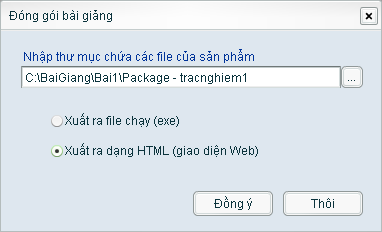 Đóng gói bài giảng
Nhập thư mục chứa các file của sản phẩm
C:\BaiGiang\Bai1\Package - tracnghiem1
...
Xuất ra file chạy (exe)
Xuất ra dạng HTML (giao diện Web)
Đồng ý
Thôi